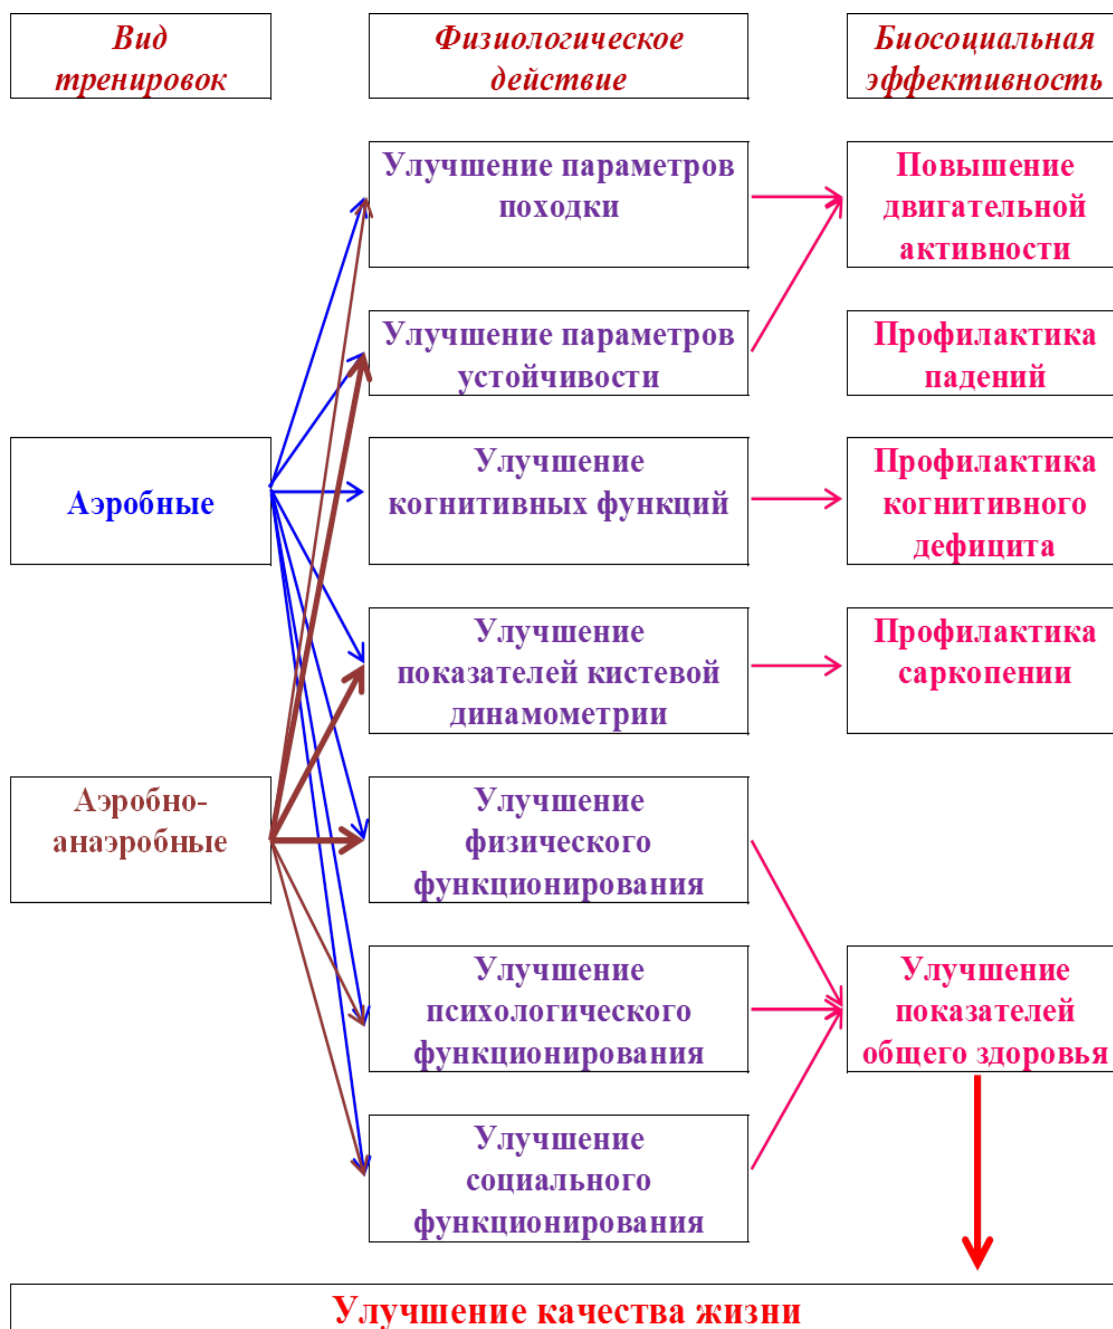 Вид
тренировок
Физиологическое
действие
Биосоциальная
эффективность
Улучшение параметров
походки
Повышение
двигательной
активности
Улучшение параметров
устойчивости
Профилактика
падений
Аэробные
Улучшение
когнитивных функций
Профилактика
когнитивного
дефицита
Улучшение
показателей кистевой
динамометрии
Профилактика
саркопении
Аэробно-
анаэробные
Улучшение
физического
функционирования
Улучшение
психологического
функционирования
Улучшение
показателей
общего здоровья
Улучшение
социального
функционирования
Улучшение качества жизни